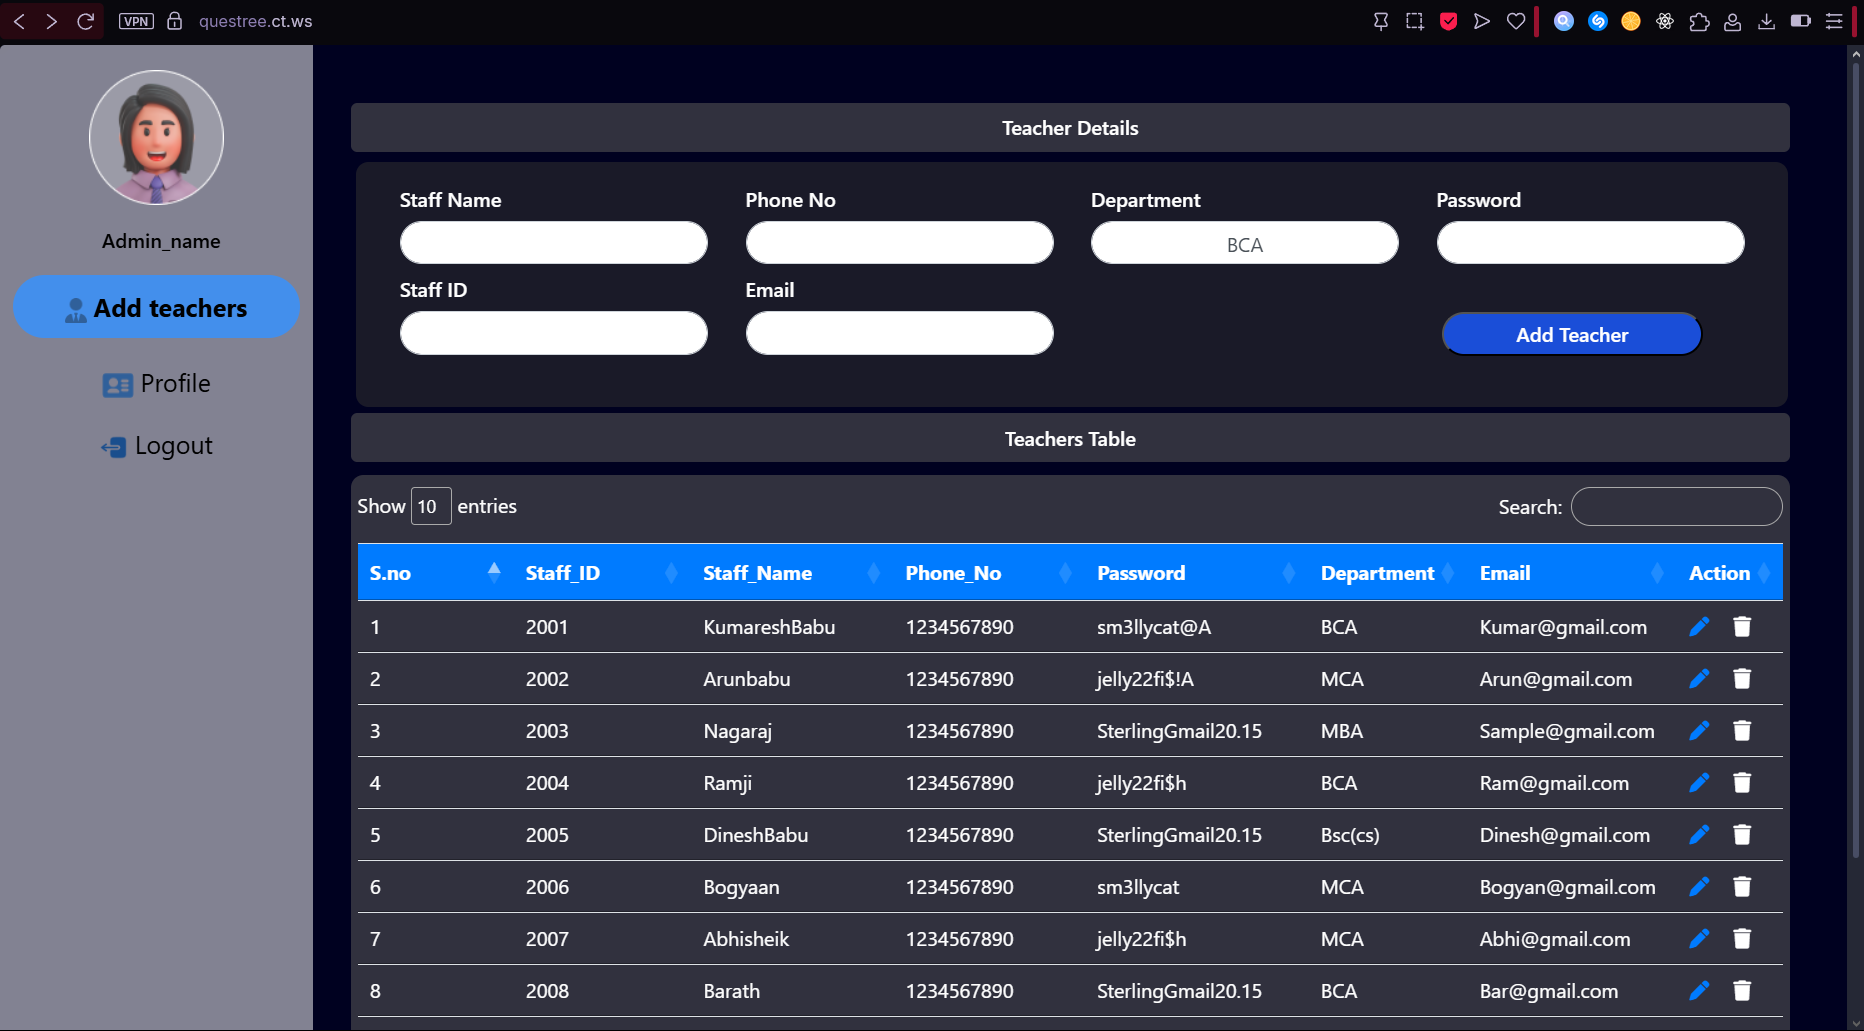 VPN questree.ct.ws
Admin_name
Add teachers
Profile
Logout
Teacher Details
Staff Name Phone No Department Password
BCA
Staff ID Email
Add Teacher
Teachers Table
Show 10 entries Search:
S.no Staff_ID Staff_Name Phone_No Password Department Email Action
1 2001 KumareshBabu 1234567890 sm3llycat@A BCA Kumar@gmail.com
2 2002 Arunbabu 1234567890 jelly22fi$!A MCA Arun@gmail.com
3 2003 Nagaraj 1234567890 SterlingGmail20.15 MBA Sample@gmail.com
4 2004 Ramji 1234567890 jelly22fi$h BCA Ram@gmail.com
5 2005 DineshBabu 1234567890 SterlingGmail20.15 Bsc(cs) Dinesh@gmail.com
6 2006 Bogyaan 1234567890 sm3llycat MCA Bogyan@gmail.com
7 2007 Abhisheik 1234567890 jelly22fi$h MCA Abhi@gmail.com
8 2008 Barath 1234567890 SterlingGmail20.15 BCA Bar@gmail.com